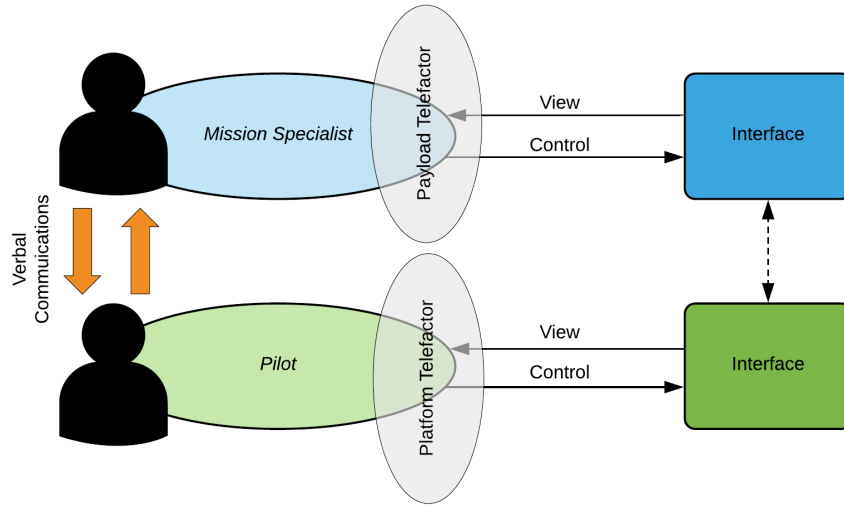 Payload Telefactor
Mission Specialist
View
Control
Interface
Verbal
Commuications
Platform Telefactor
Pilot
View
Control
Interface